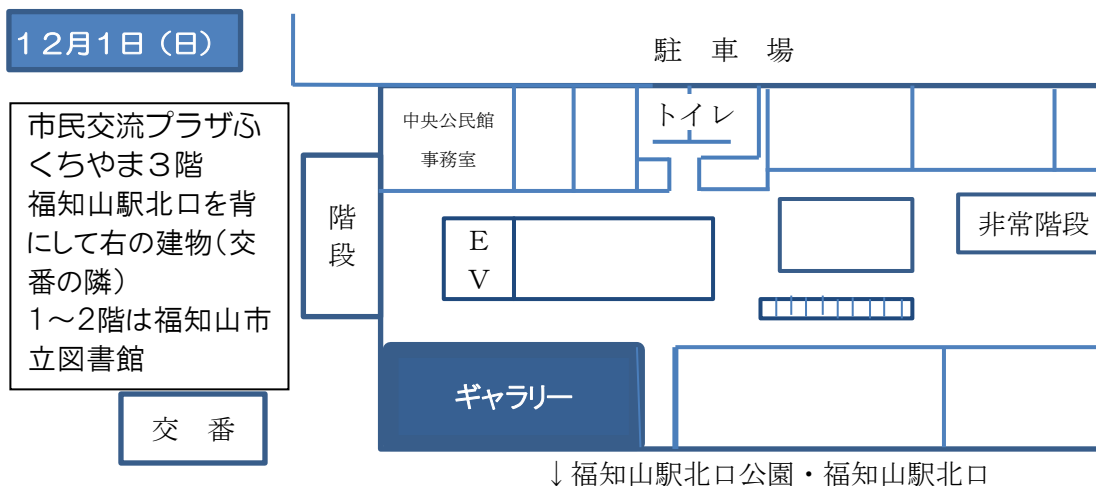 １２月１日（日）
駐 車 場
市民交流プラザふ
くちやま３階
福知山駅北口を背
にして右の建物（交
番の隣）
１～２階は福知山市
立図書館
中央公民館
事務室
トイレ
階
段
Ｅ
Ｖ
非常階段
ギャラリー
交 番
↓福知山駅北口公園・福知山駅北口